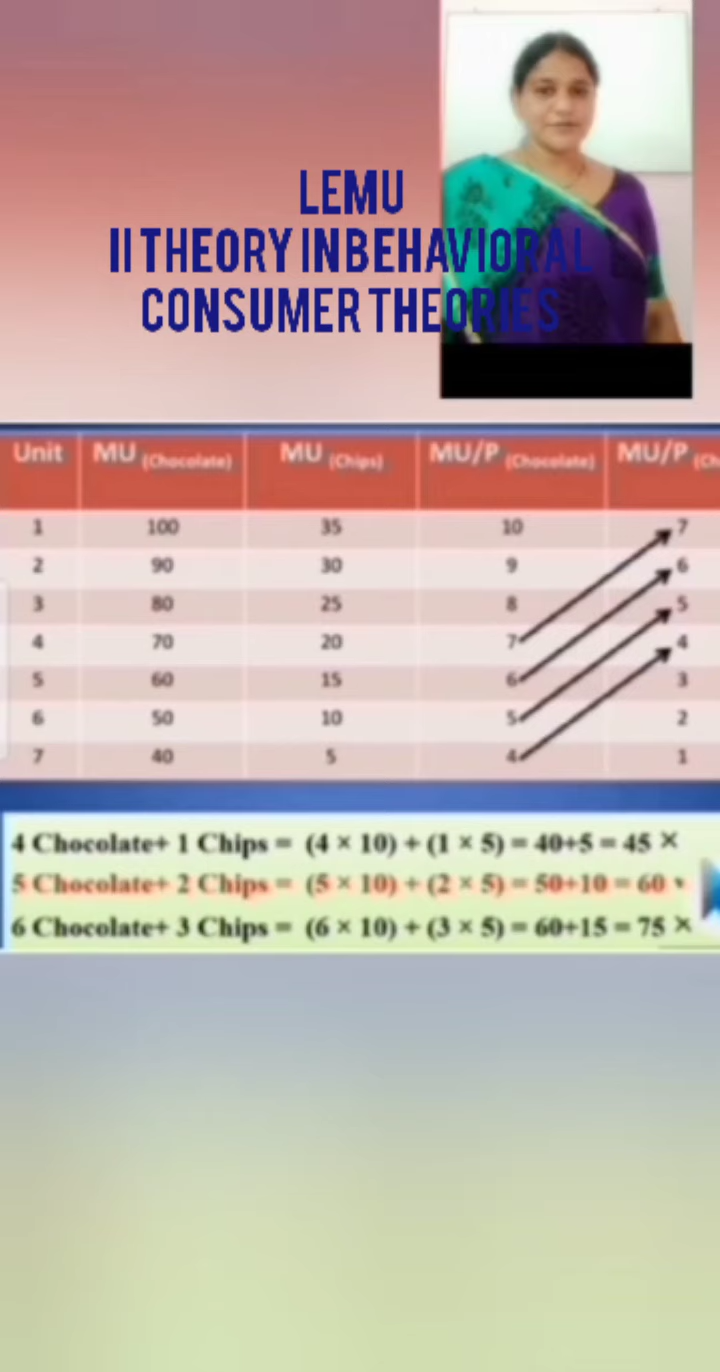 LEMU
II THEORY IN BEHAVIORAL
CONSUMER THEORIES
Unit MU (Chocolate) MU (Chips) MU/P (Chocolate) MU/P (Ch
1 100 35 10 7
2 90 30 9 6
3 80 25 8 5
4 70 20 7 4
5 60 15 6 3
6 50 10 5 2
7 40 5 4 1
4 Chocolate+ 1 Chips = (4 × 10) + (1 × 5) = 40+5 = 45 ×
5 Chocolate+ 2 Chips = (5 × 10) + (2 × 5) = 50+10 = 60
6 Chocolate+ 3 Chips = (6 × 10) + (3 × 5) = 60+15 = 75 ×